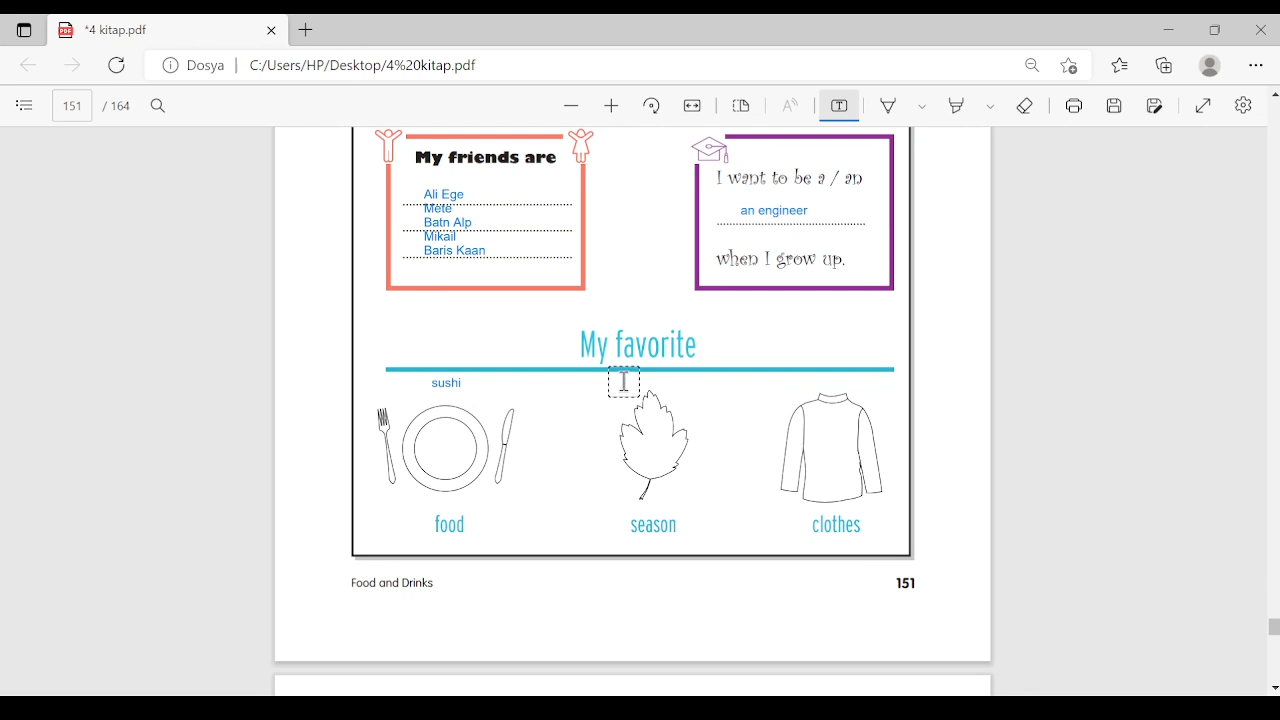 *4 kitap.pdf
Dosya | C:/Users/HP/Desktop/4%20kitap.pdf
151 / 164
My friends are
Ali Ege
Mete
Batn Alp
Mikail
Baris Kaan
I want to be a / an
an engineer
when I grow up.
My favorite
sushi
food
season
clothes
Food and Drinks
151